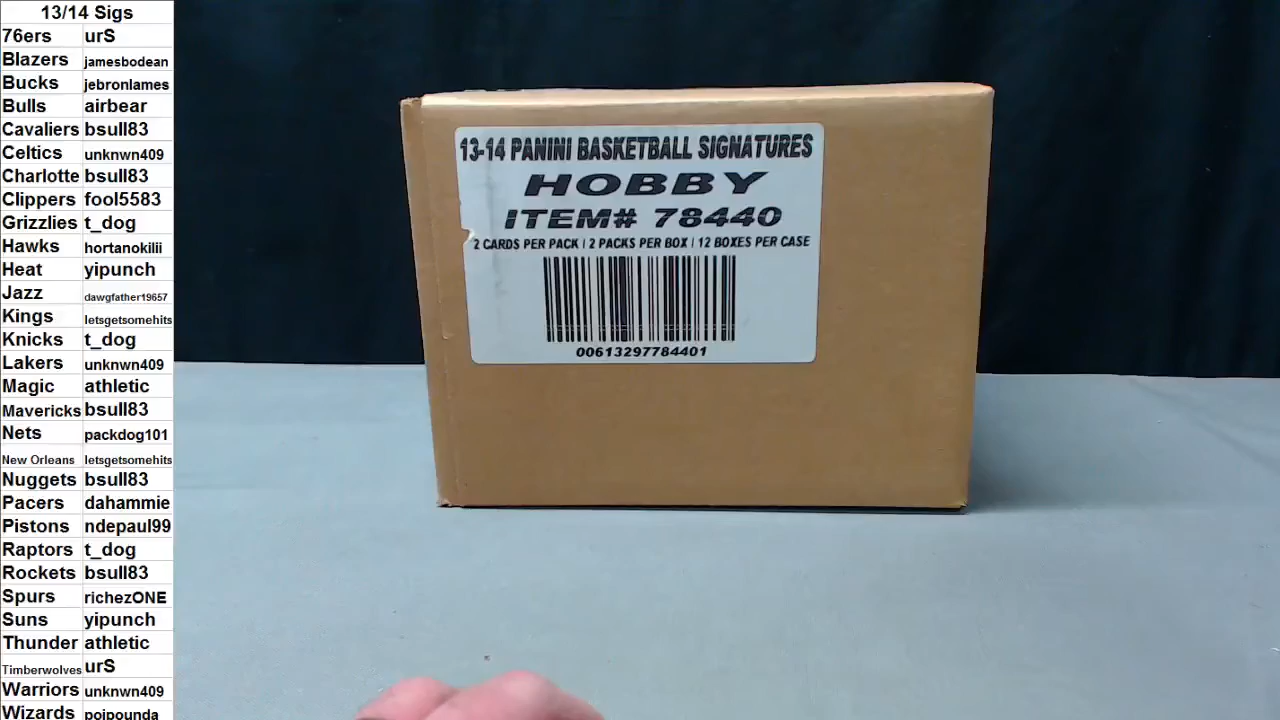 13/14 Sigs
76ers urS
Blazers jamesbodean
Bucks jebronlames
Bulls airbear
Cavaliers bsull83
Celtics unknwn409
Charlotte bsull83
Clippers fool5583
Grizzlies t_dog
Hawks hortanokilii
Heat yipunch
Jazz dawgfather19657
Kings letsgetsomehits
Knicks t_dog
Lakers unknwn409
Magic athletic
Mavericks bsull83
Nets packdog101
New Orleans letsgetsomehits
Nuggets bsull83
Pacers dahammie
Pistons ndepaul99
Raptors t_dog
Rockets bsull83
Spurs richezONE
Suns yipunch
Thunder athletic
Timberwolves urS
Warriors unknwn409
Wizards poipounda
13-14 PANINI BASKETBALL SIGNATURES
HOBBY
ITEM# 78440
2 CARDS PER PACK | 2 PACKS PER BOX | 12 BOXES PER CASE
00613297784401